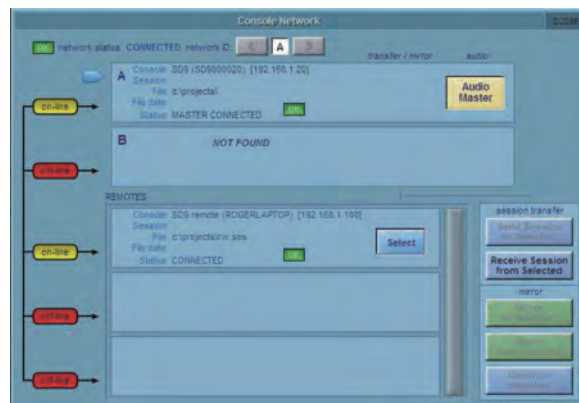 Console Network
CLOSE
OK network status: CONNECTED network ID: < A >
transfer / mirror audio
A Console: SD9 (SD9000020) [192.168.1.20]
Session:
File: c:\projects\
File date:
Status: MASTER CONNECTED OK
Audio Master
on-line
B NOT FOUND
off-line
REMOTES
Console: SD9 remote (ROGERLAPTOP) [192.168.1.100]
Session:
File: c:\projects\rw.ses
File date:
Status: CONNECTED OK
Select
on-line
off-line
off-line
session transfer
Send Session
Receive Session from Selected
mirror